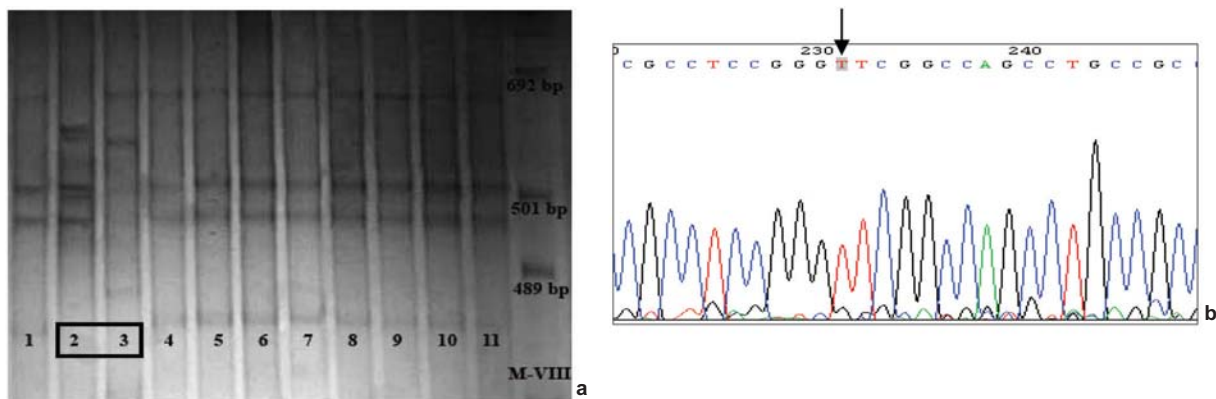 692 bp
501 bp
489 bp
1 2 3 4 5 6 7 8 9 10 11
M-VIII
a
230 240
C G C C T C C G G G T T C G G C C A G C C T G C C G C
b